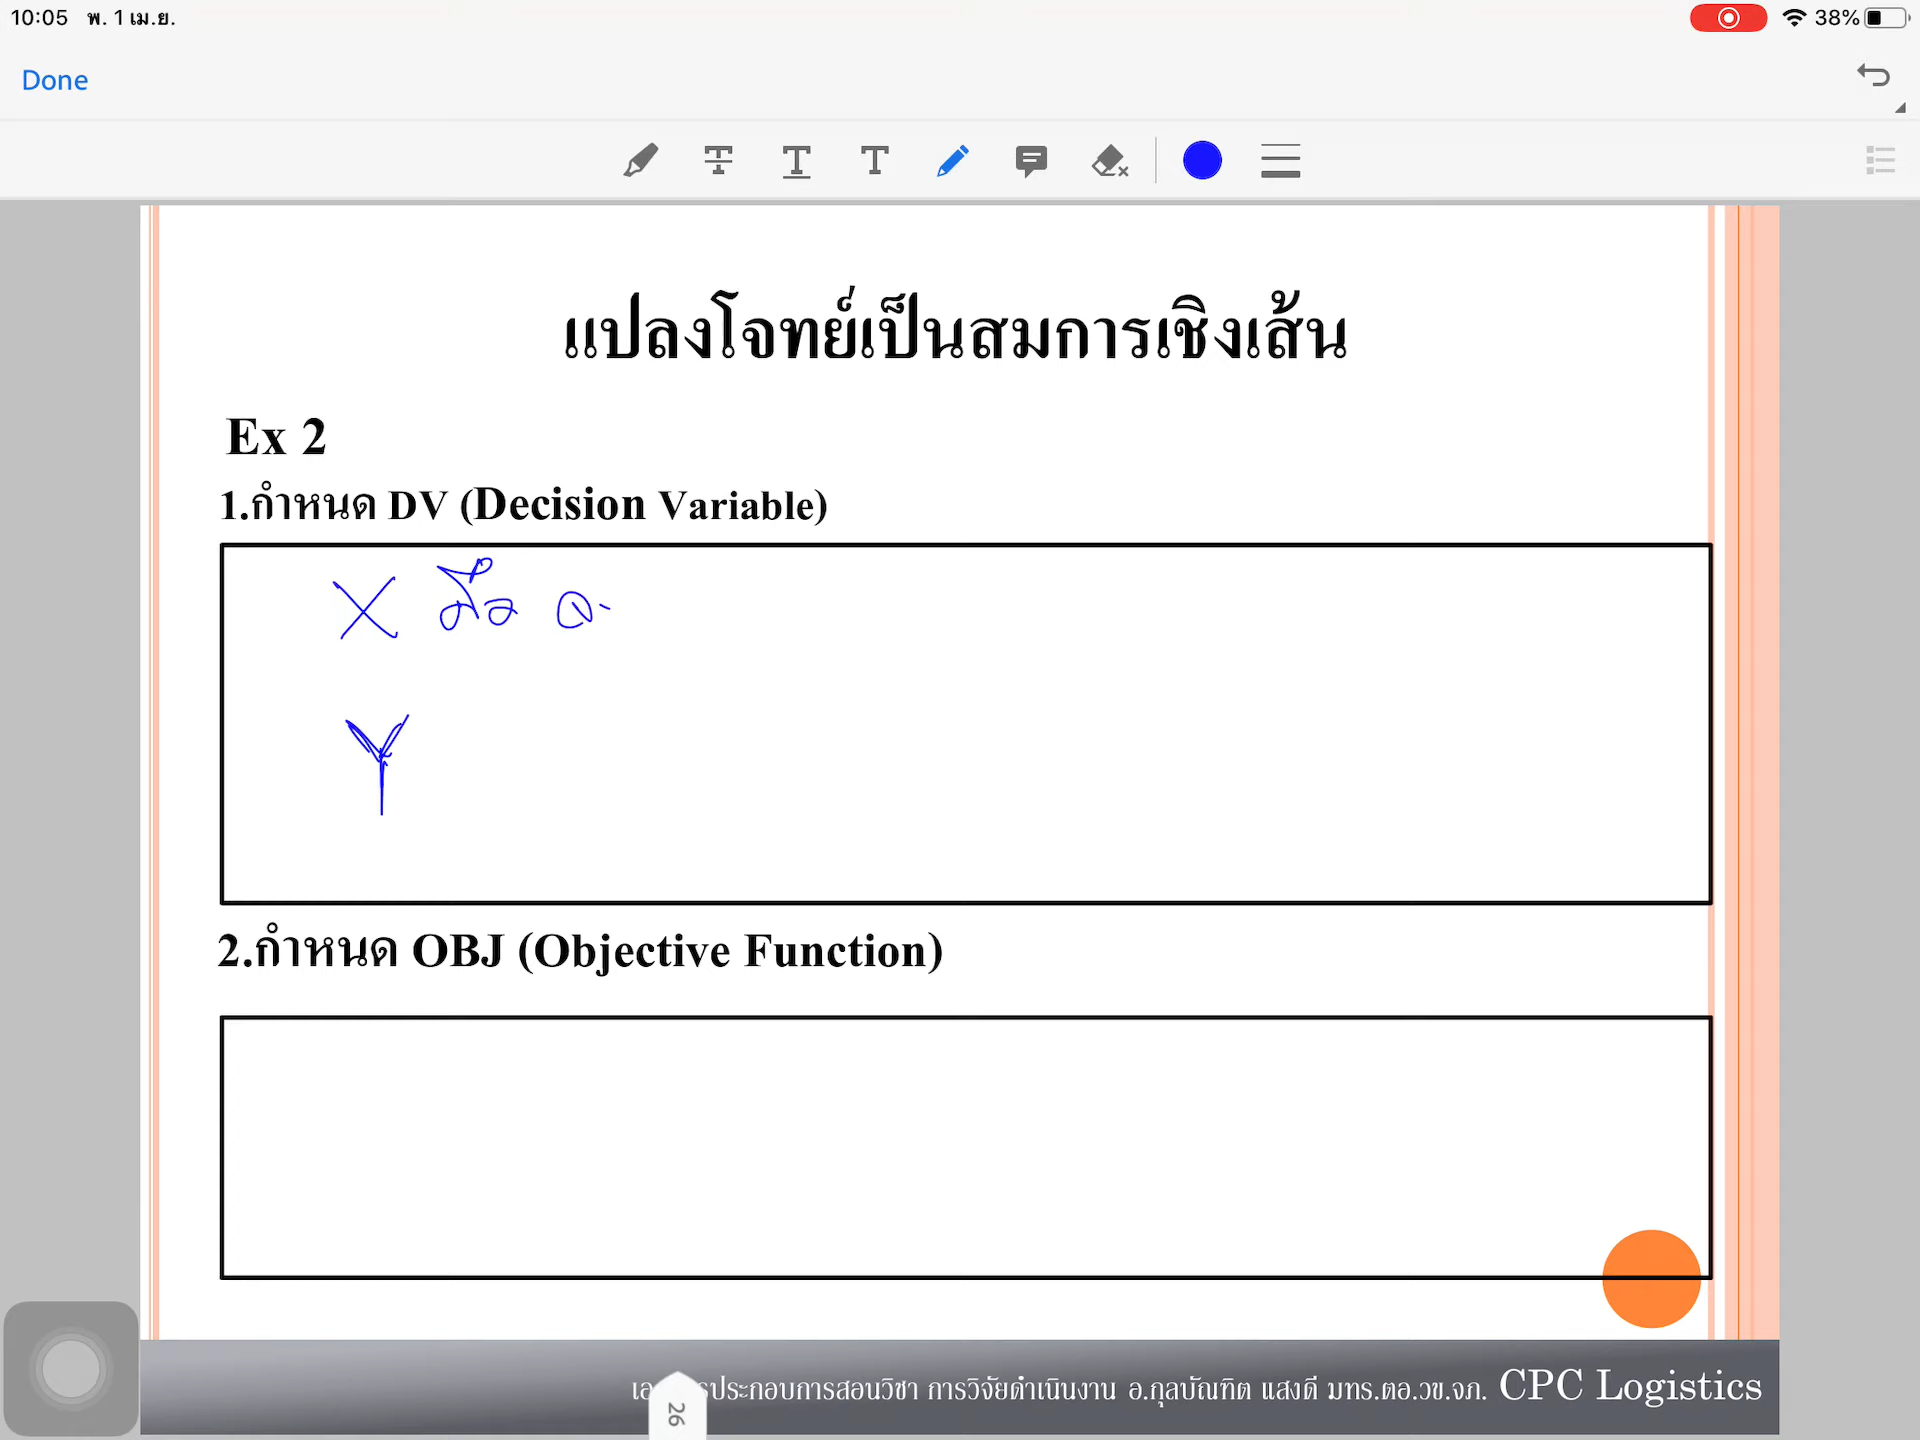 10:05 พ. 1 เม.ย. 38%
Done
แปลงโจทย์เป็นสมการเชิงเส้น
Ex 2
1.กำหนด DV (Decision Variable)
X คือ
Y
2.กำหนด OBJ (Objective Function)
ประกอบการสอนวิชา การวิจัยดำเนินงาน อ.กุลบัณฑิต แสงดี มทร.ตอ.วข.จภ. CPC Logistics
26